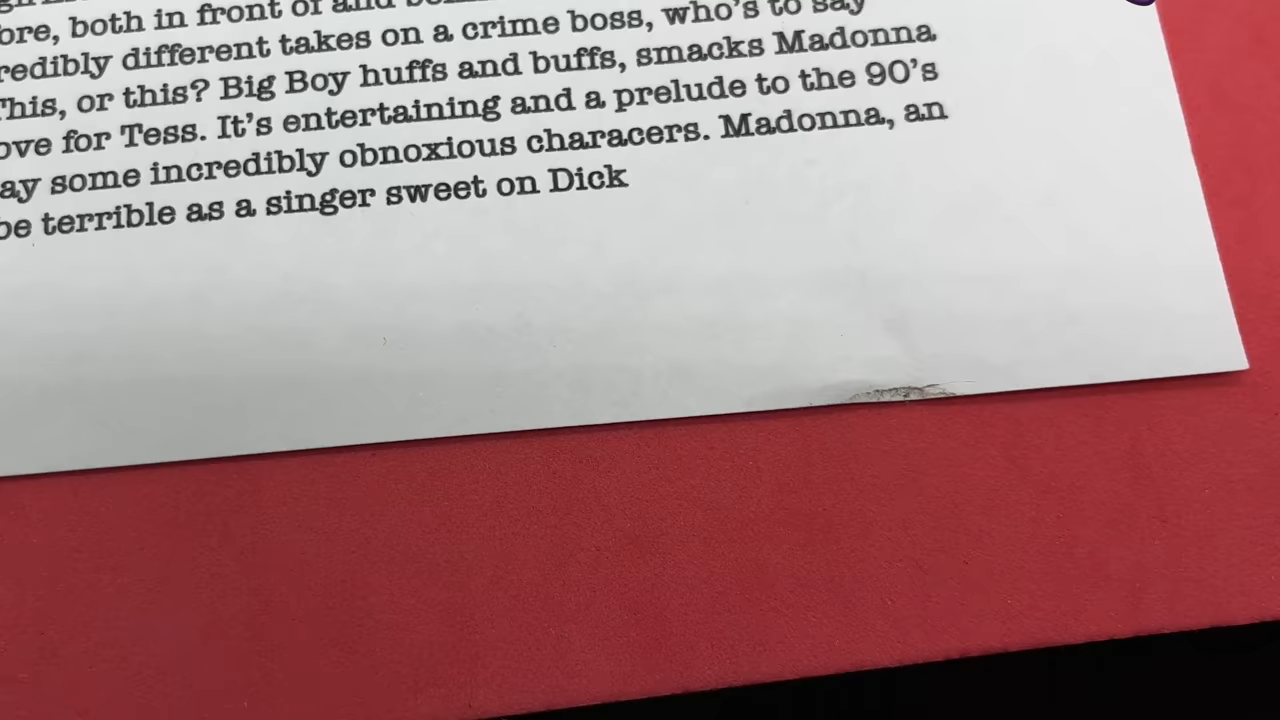 ore, both in front of and
redibly different takes on a crime boss, who's to say
This, or this? Big Boy huffs and buffs, smacks Madonna
ove for Tess. It's entertaining and a prelude to the 90's
ay some incredibly obnoxious characers. Madonna, an
be terrible as a singer sweet on Dick